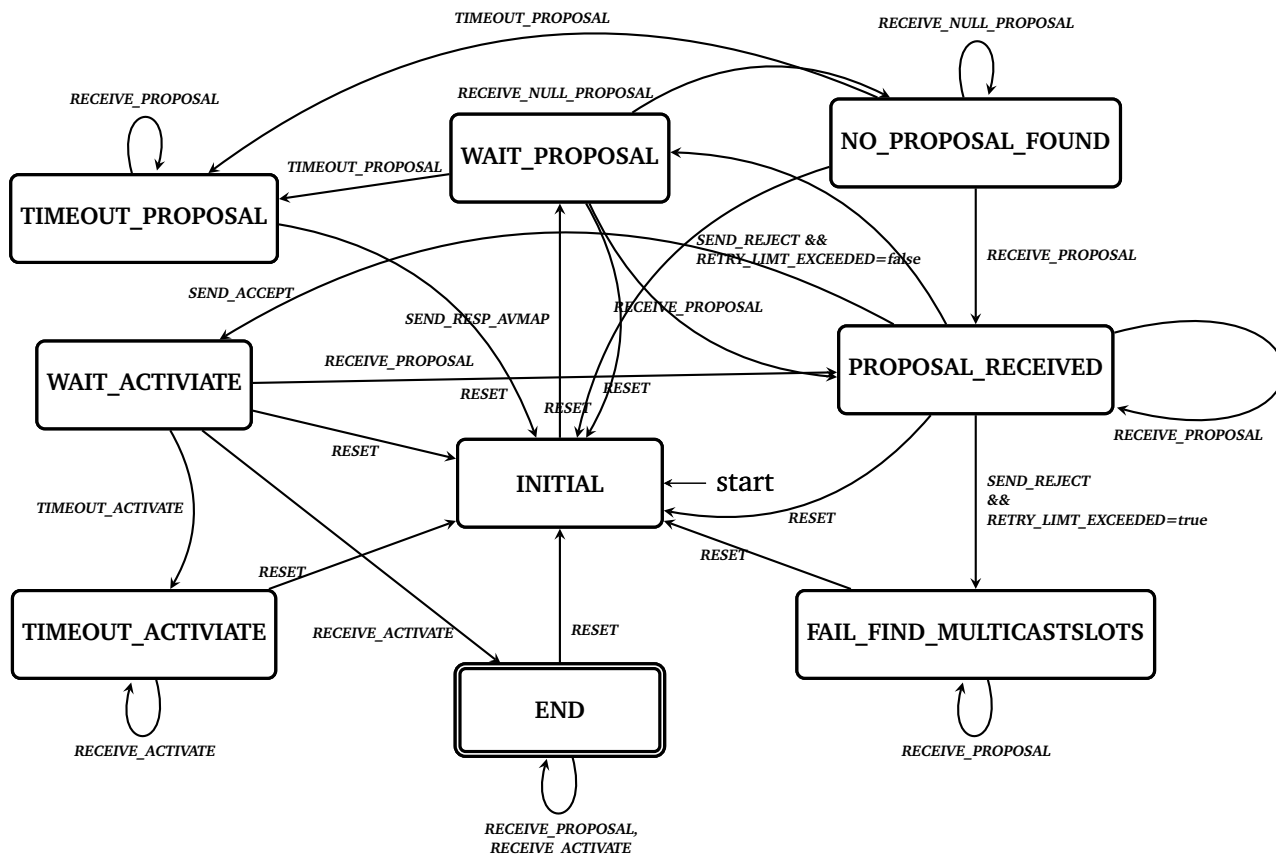 TIMEOUT_PROPOSAL
RECEIVE_NULL_PROPOSAL
RECEIVE_PROPOSAL
RECEIVE_NULL_PROPOSAL
NO_PROPOSAL_FOUND
WAIT_PROPOSAL
TIMEOUT_PROPOSAL
TIMEOUT_PROPOSAL
SEND_REJECT &&
RETRY_LIMT_EXCEEDED=false
RECEIVE_PROPOSAL
SEND_ACCEPT
SEND_RESP_AVMAP
RECEIVE_PROPOSAL
RECEIVE_PROPOSAL
WAIT_ACTIVIATE
PROPOSAL_RECEIVED
RESET
RESET
RESET
RECEIVE_PROPOSAL
RESET
INITIAL
start
SEND_REJECT
&&
RETRY_LIMT_EXCEEDED=true
TIMEOUT_ACTIVATE
RESET
RESET
RESET
TIMEOUT_ACTIVIATE
RECEIVE_ACTIVATE
RESET
FAIL_FIND_MULTICASTSLOTS
END
RECEIVE_ACTIVATE
RECEIVE_PROPOSAL
RECEIVE_PROPOSAL,
RECEIVE_ACTIVATE